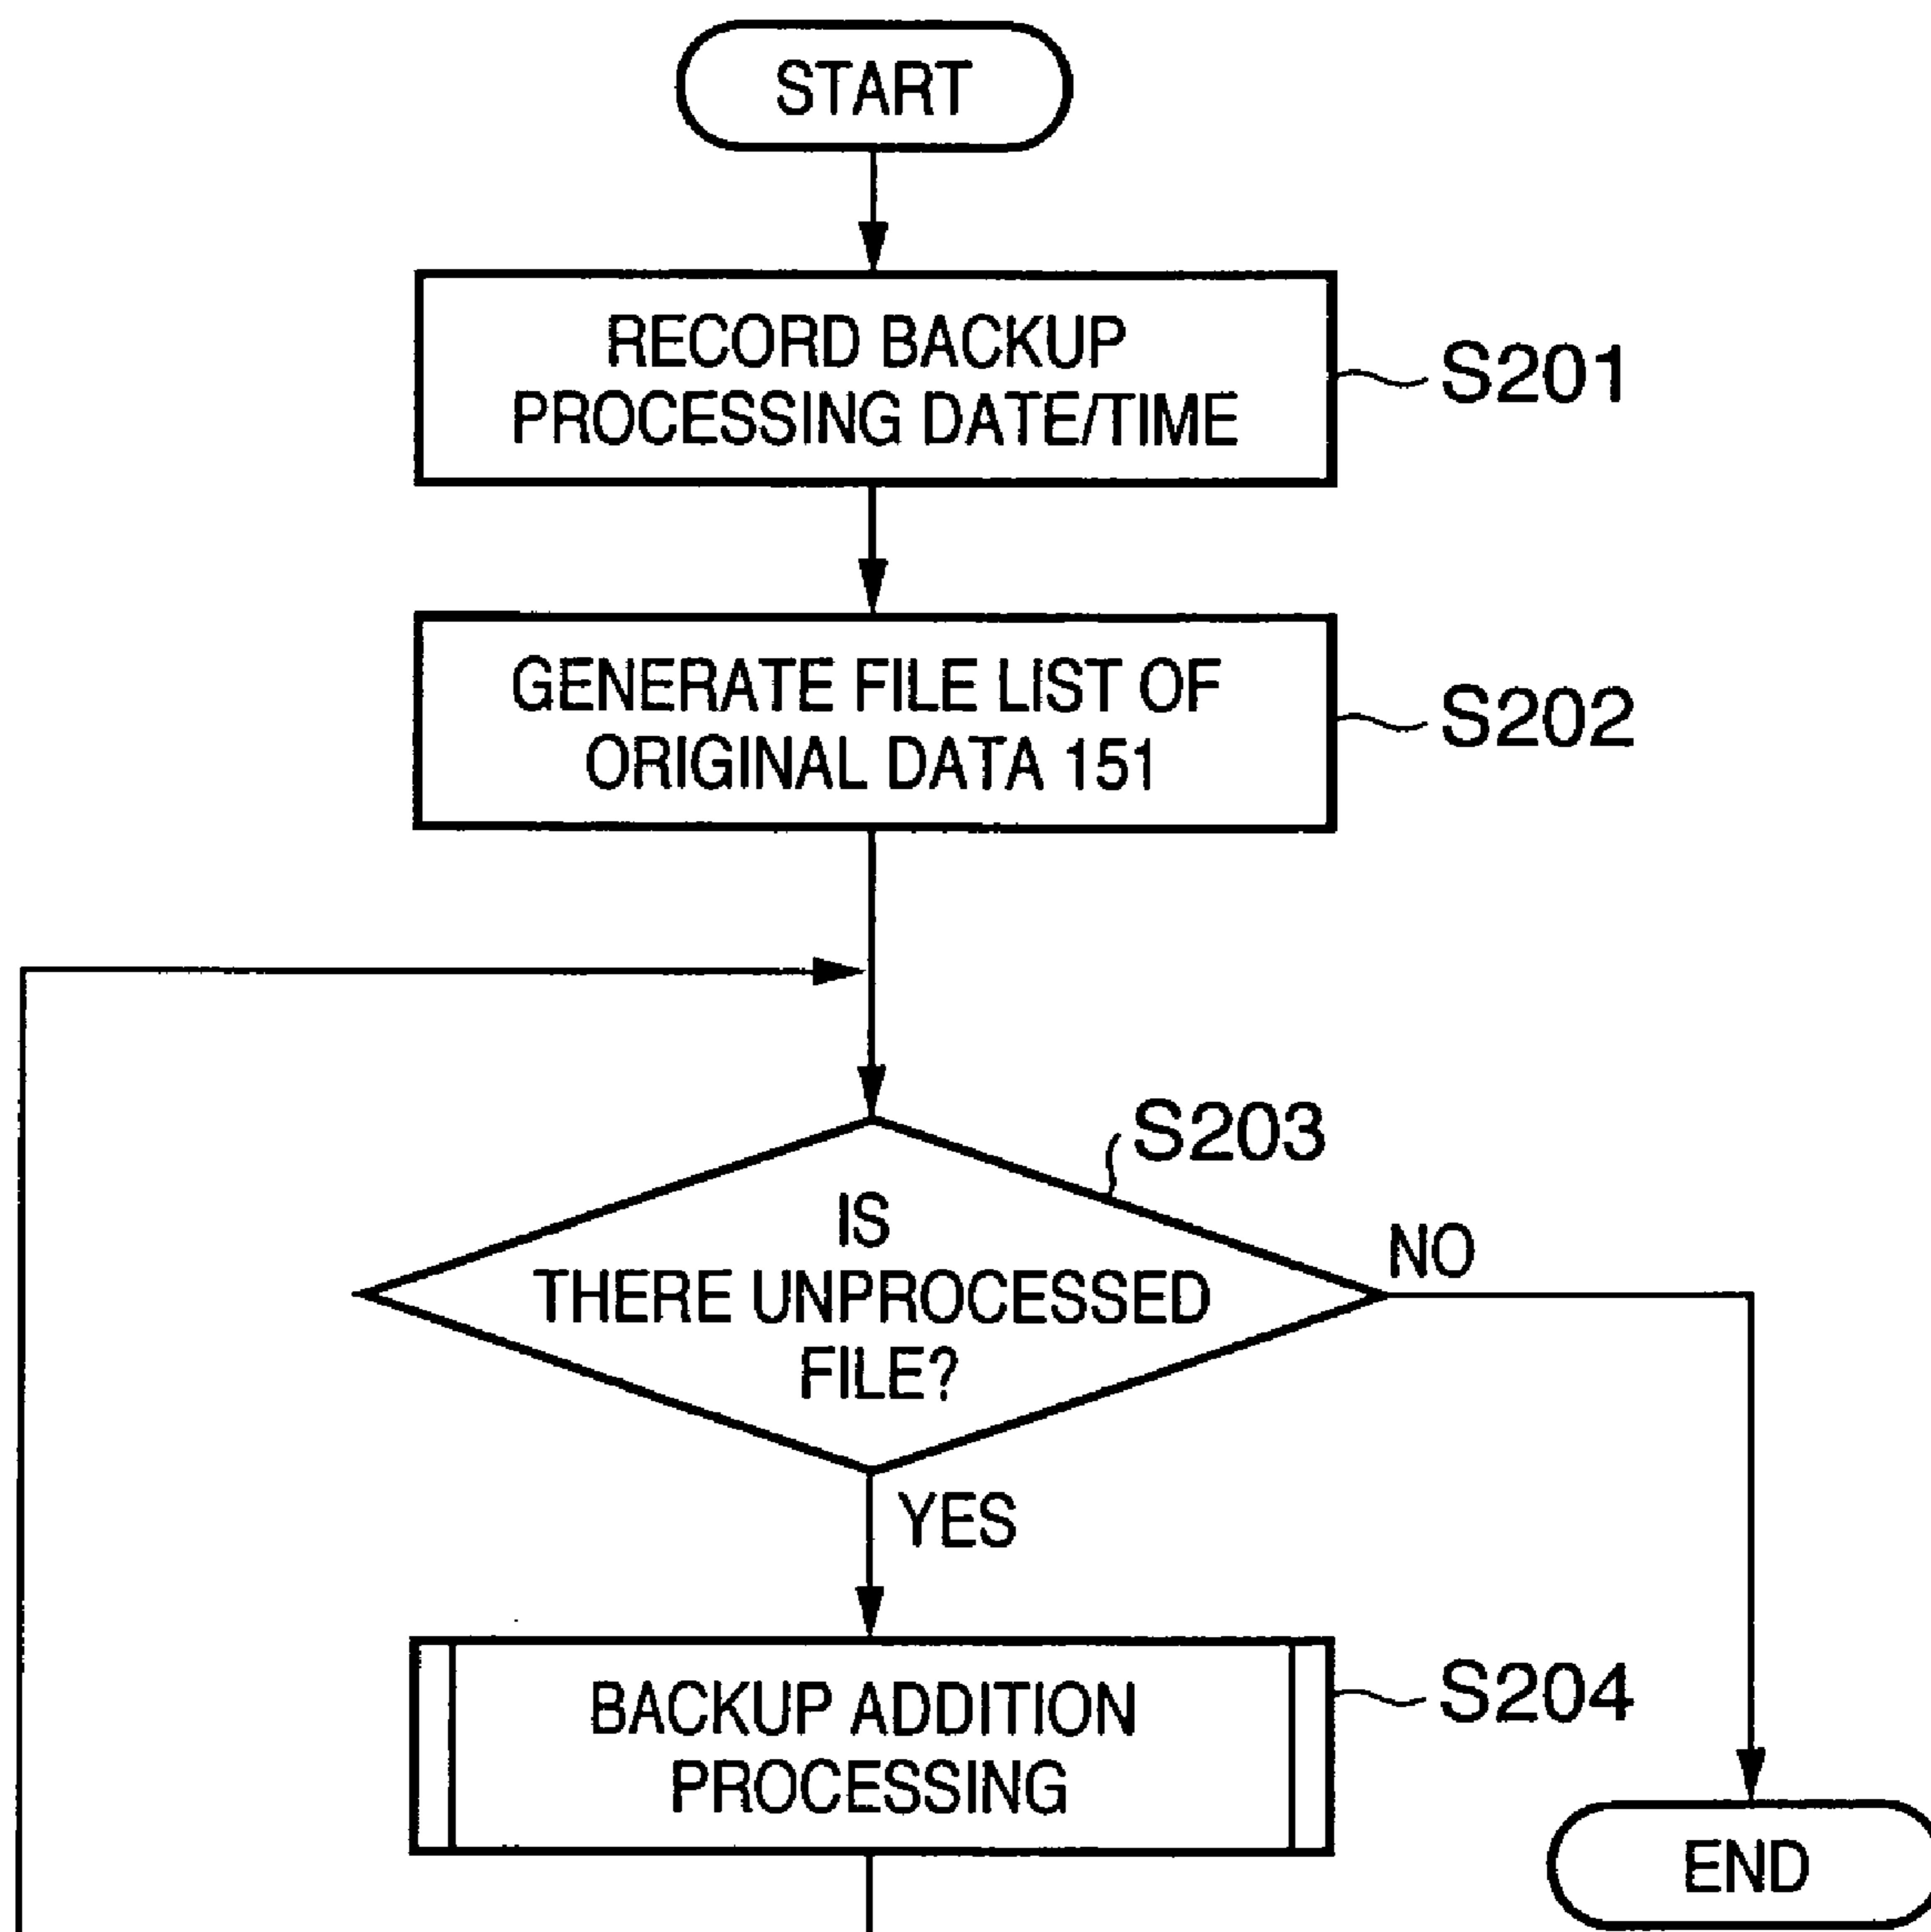 START
RECORD BACKUP
PROCESSING DATE/TIME
S201
GENERATE FILE LIST OF
ORIGINAL DATA 151
S202
S203
IS
THERE UNPROCESSED
FILE?
NO
YES
BACKUP ADDITION
PROCESSING
S204
END